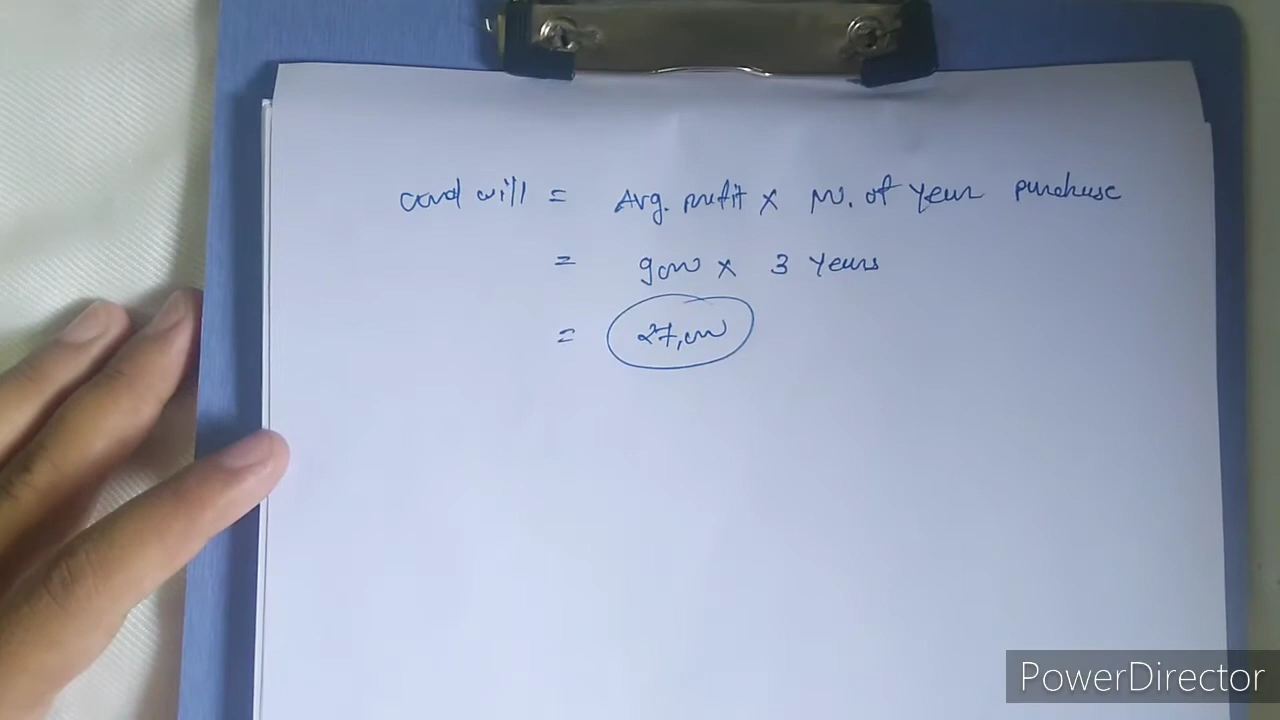 Good will = Avg. profit x No. of Year purchase
= 9000 x 3 Years
= 27,000
PowerDirector